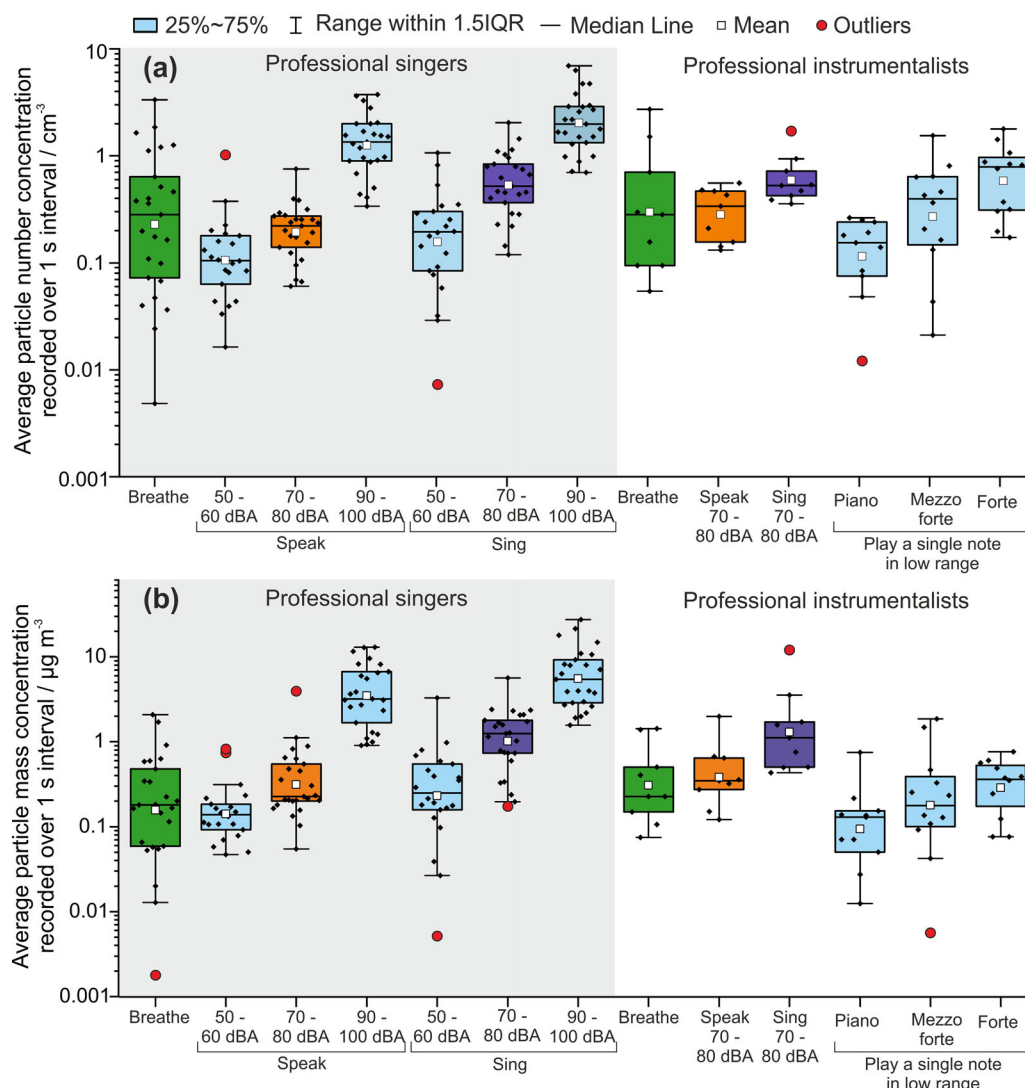 25%~75% Range within 1.5IQR Median Line Mean Outliers
(a) Professional singers Professional instrumentalists
Average particle number concentration
recorded over 1 s interval / cm⁻³
10
1
0.1
0.01
0.001
Breathe 50 - 70 - 90 - 50 - 70 - 90 - Breathe Speak Sing Piano Mezzo Forte
60 dBA 80 dBA 100 dBA 60 dBA 80 dBA 100 dBA 70 - 70 - forte
80 dBA 80 dBA
Speak Sing Play a single note
in low range
(b) Professional singers Professional instrumentalists
Average particle mass concentration
recorded over 1 s interval / µg m⁻³
10
1
0.1
0.01
0.001
Breathe 50 - 70 - 90 - 50 - 70 - 90 - Breathe Speak Sing Piano Mezzo Forte
60 dBA 80 dBA 100 dBA 60 dBA 80 dBA 100 dBA 70 - 70 - forte
80 dBA 80 dBA
Speak Sing Play a single note
in low range